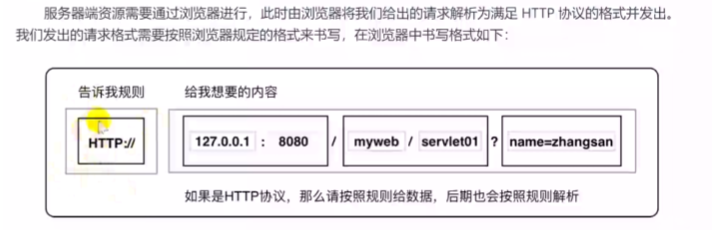 服务器端资源需要通过浏览器进行，此时由浏览器将我们给出的请求解析为满足 HTTP 协议的格式并发出。
我们发出的请求格式需要按照浏览器规定的格式来书写，在浏览器中书写格式如下：
告诉我规则 给我想要的内容
HTTP:// 127.0.0.1 : 8080 / myweb / servlet01 ? name=zhangsan
如果是HTTP协议，那么请按照规则给数据，后期也会按照规则解析